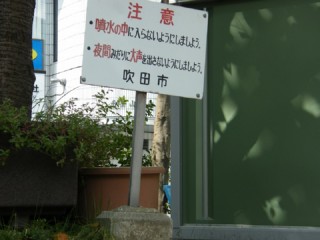 注意
・噴水の中に入らないようにしましょう。
・夜間みだりに大声を出さないようにしましょう。
吹田市